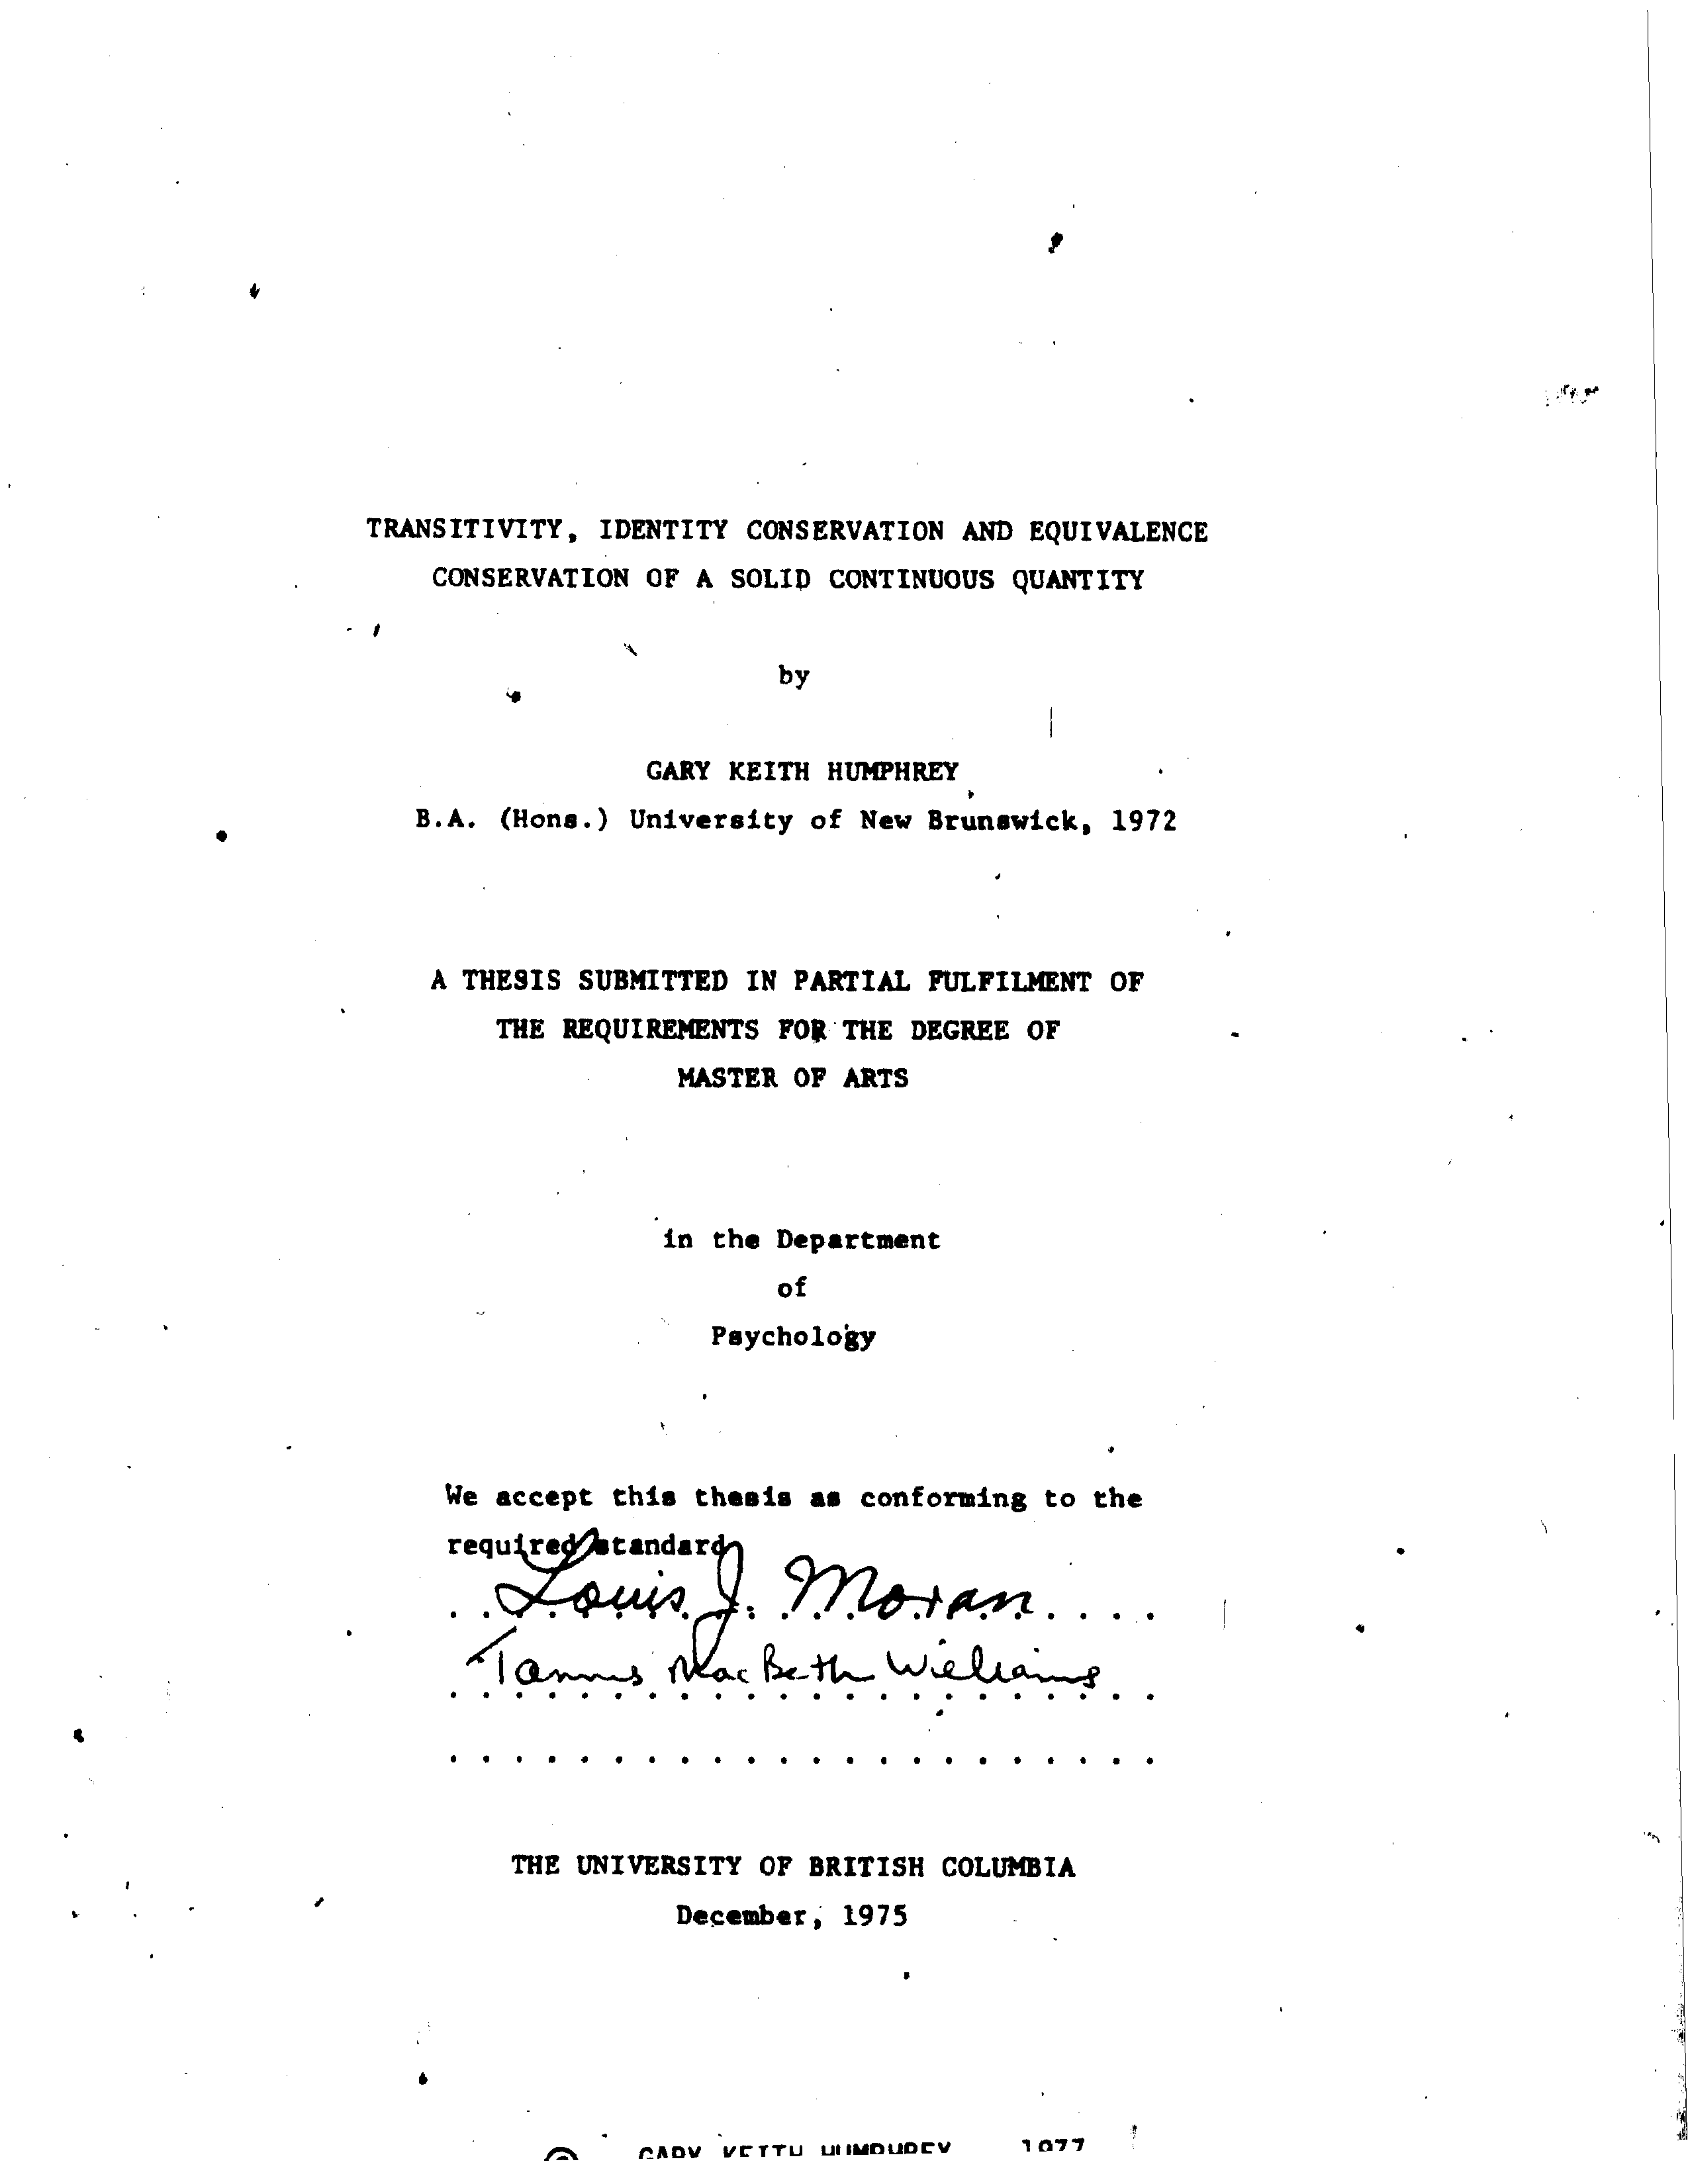 TRANSITIVITY, IDENTITY CONSERVATION AND EQUIVALENCE
CONSERVATION OF A SOLID CONTINUOUS QUANTITY
by
GARY KEITH HUMPHREY
B.A. (Hons.) University of New Brunswick, 1972
A THESIS SUBMITTED IN PARTIAL FULFILMENT OF
THE REQUIREMENTS FOR THE DEGREE OF
MASTER OF ARTS
in the Department
of
Psychology
We accept this thesis as conforming to the
required standard
Louis J. Moran
Tannis MacBeth Williams
THE UNIVERSITY OF BRITISH COLUMBIA
December, 1975
© GARY KEITH HUMPHREY 1977